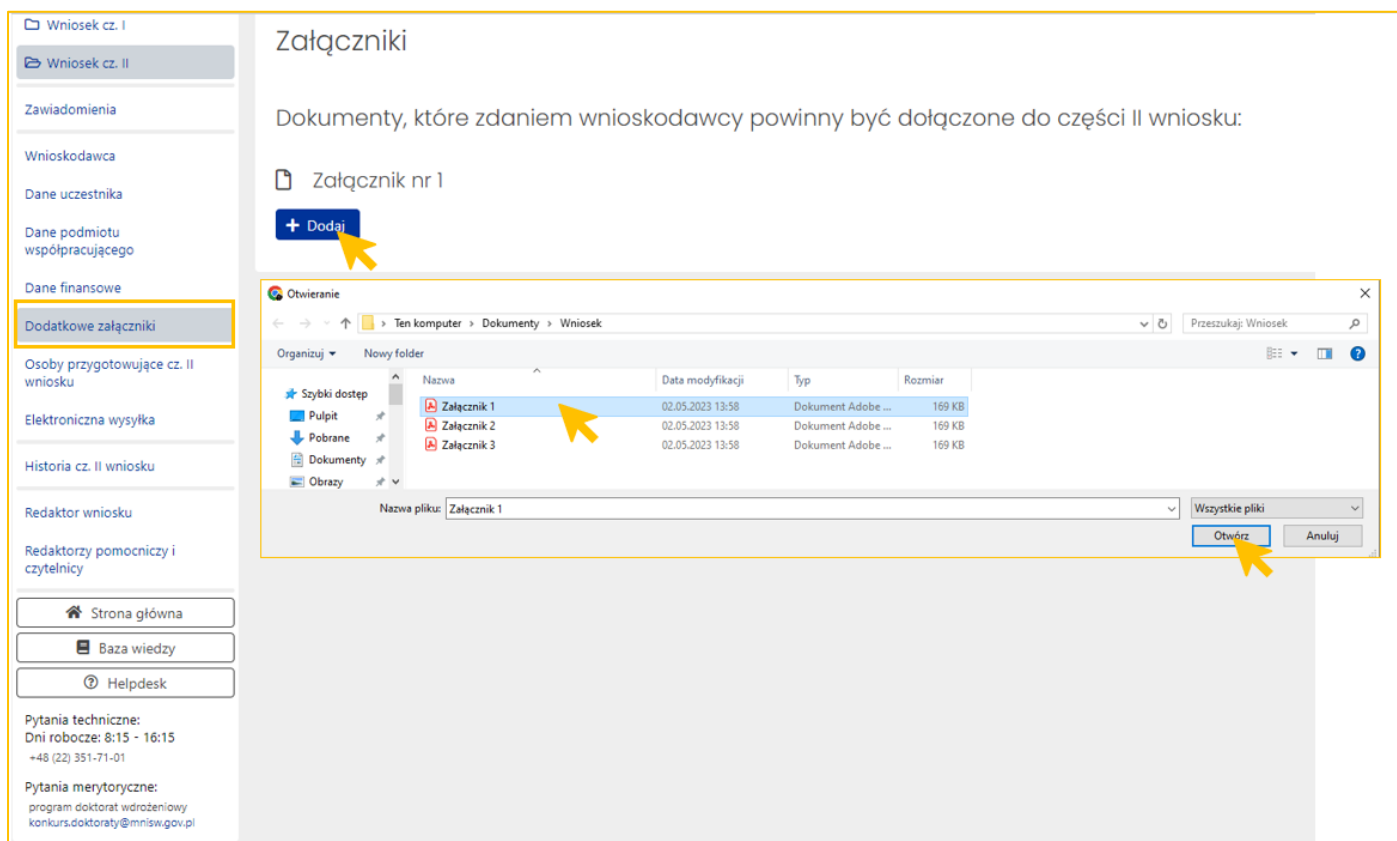 Wniosek cz. I
Wniosek cz. II
Zawiadomienia
Wnioskodawca
Dane uczestnika
Dane podmiotu
współpracującego
Dane finansowe
Dodatkowe załączniki
Osoby przygotowujące cz. II
wniosku
Elektroniczna wysyłka
Historia cz. II wniosku
Redaktor wniosku
Redaktorzy pomocniczy i
czytelnicy
Strona główna
Baza wiedzy
Helpdesk
Pytania techniczne:
Dni robocze: 8:15 - 16:15
+48 (22) 351-71-01
Pytania merytoryczne:
program doktorat wdrożeniowy
konkurs.doktoraty@mnisw.gov.pl
Załączniki
Dokumenty, które zdaniem wnioskodawcy powinny być dołączone do części II wniosku:
Załącznik nr 1
+ Dodaj
Otwieranie
Ten komputer > Dokumenty > Wniosek
Przeszukaj: Wniosek
Organizuj Nowy folder
Szybki dostęp
Pulpit
Pobrane
Dokumenty
Obrazy
Nazwa Data modyfikacji Typ Rozmiar
Załącznik 1 02.05.2023 13:58 Dokument Adobe ... 169 KB
Załącznik 2 02.05.2023 13:58 Dokument Adobe ... 169 KB
Załącznik 3 02.05.2023 13:58 Dokument Adobe ... 169 KB
Nazwa pliku: Załącznik 1 Wszystkie pliki
Otwórz Anuluj